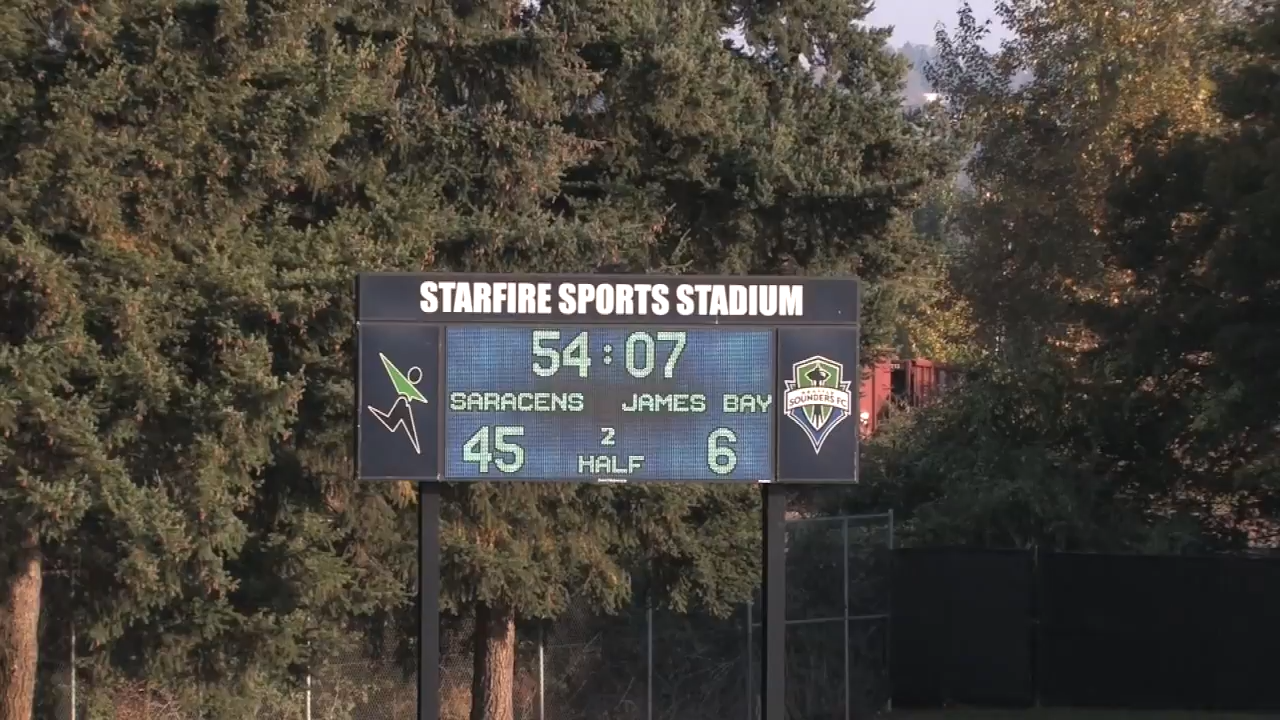 STARFIRE SPORTS STADIUM
54:07
SARACENS JAMES BAY
45 2 6
HALF
SOUNDERS FC